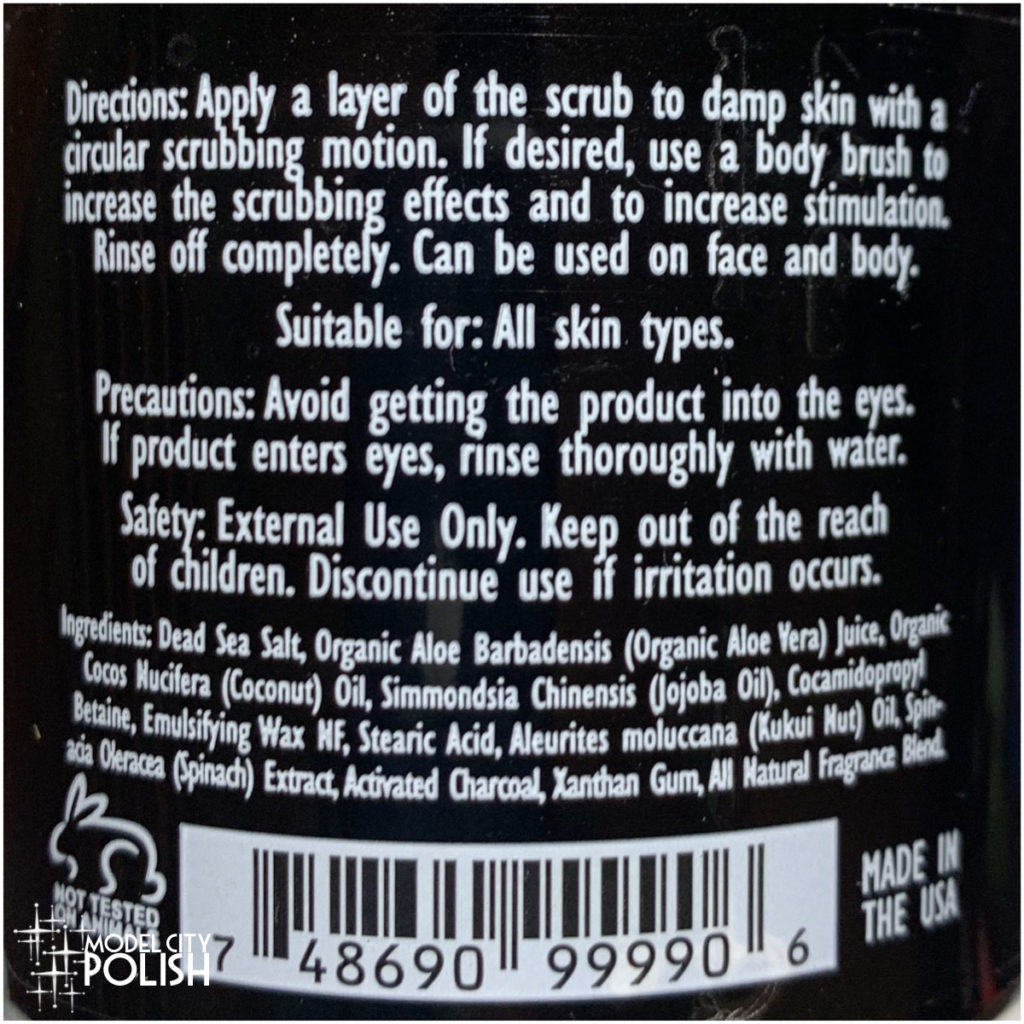 Directions: Apply a layer of the scrub to damp skin with a
circular scrubbing motion. If desired, use a body brush to
increase the scrubbing effects and to increase stimulation.
Rinse off completely. Can be used on face and body.
Suitable for: All skin types.
Precautions: Avoid getting the product into the eyes.
If product enters eyes, rinse thoroughly with water.
Safety: External Use Only. Keep out of the reach
of children. Discontinue use if irritation occurs.
Ingredients: Dead Sea Salt, Organic Aloe Barbadensis (Organic Aloe Vera) Juice, Organic
Cocos Nucifera (Coconut) Oil, Simmondsia Chinensis (Jojoba Oil), Cocamidopropyl
Betaine, Emulsifying Wax NF, Stearic Acid, Aleurites moluccana (Kukui Nut) Oil, Spin-
acia Oleracea (Spinach) Extract, Activated Charcoal, Xanthan Gum, All Natural Fragrance Blend.
NOT TESTED
ON ANIMALS
MADE IN
THE USA
7 48690 99990 6
MODEL CITY
POLISH